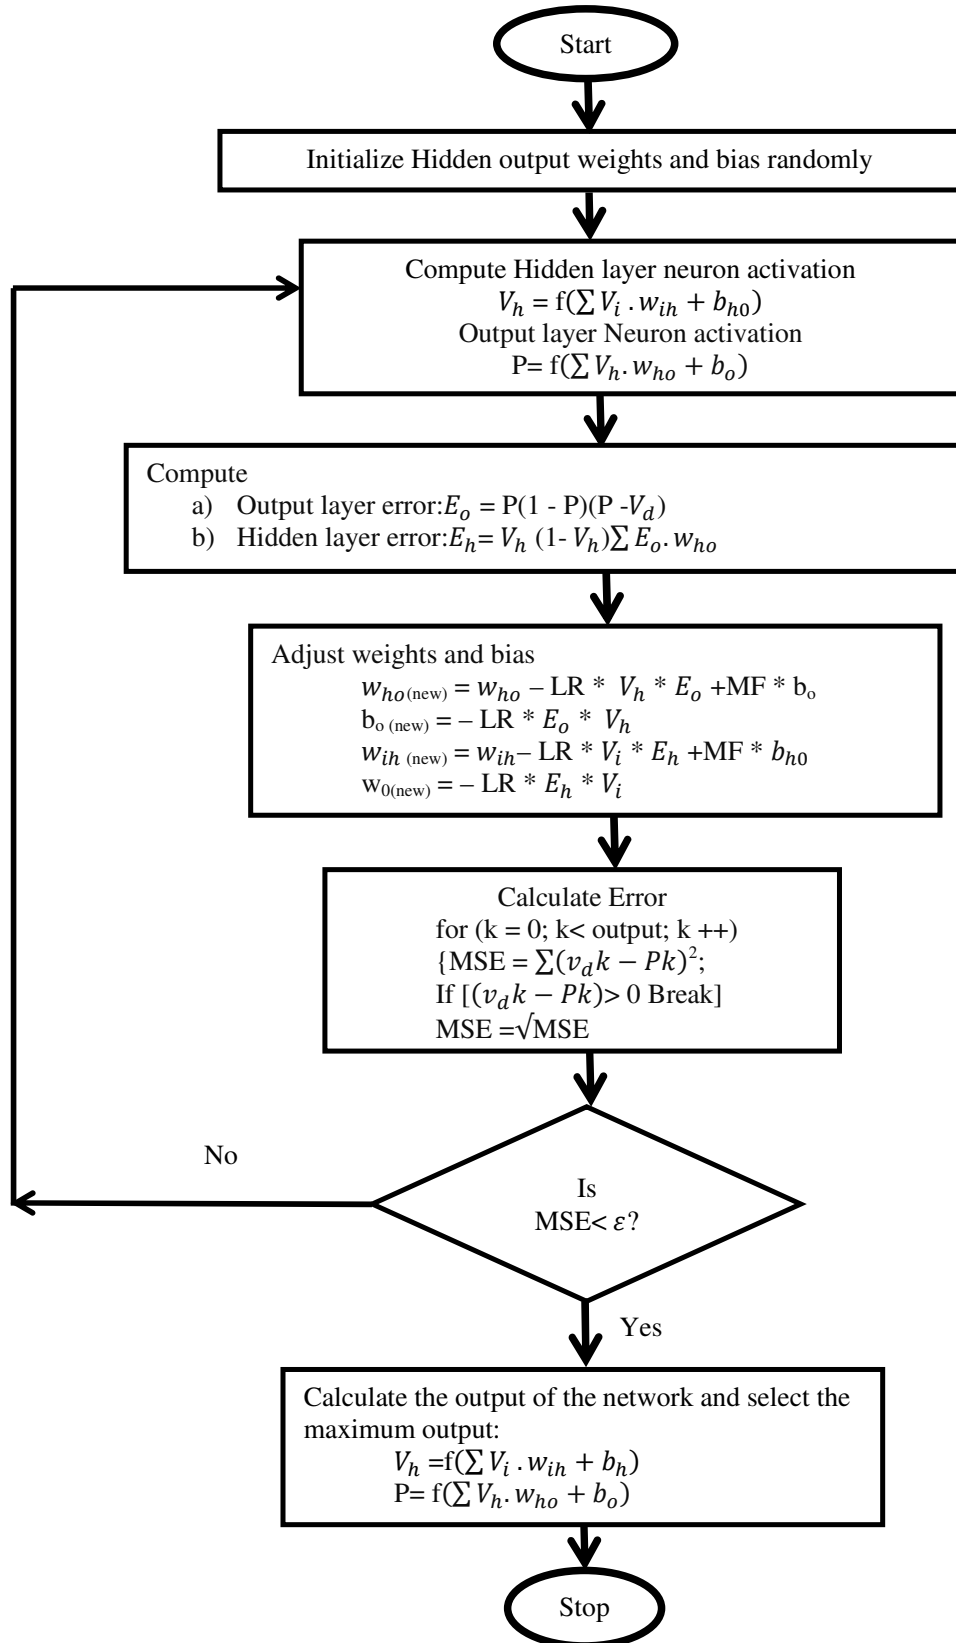 Start
Initialize Hidden output weights and bias randomly
Compute Hidden layer neuron activation
V_h = f(∑ V_i . w_ih + b_h0)
Output layer Neuron activation
P= f(∑ V_h. w_ho + b_o)
Compute
a) Output layer error:E_o = P(1 - P)(P -V_d)
b) Hidden layer error:E_h= V_h (1- V_h)∑ E_o. w_ho
Adjust weights and bias
w_ho(new) = w_ho – LR * V_h * E_o +MF * b_o
b_o (new) = – LR * E_o * V_h
w_ih (new) = w_ih– LR * V_i * E_h +MF * b_h0
w_0(new) = – LR * E_h * V_i
Calculate Error
for (k = 0; k< output; k ++)
{MSE = ∑(v_d k − Pk)²;
If [(v_d k − Pk)> 0 Break]
MSE =√MSE
No
Is
MSE< ε?
Yes
Calculate the output of the network and select the
maximum output:
V_h =f(∑ V_i . w_ih + b_h)
P= f(∑ V_h. w_ho + b_o)
Stop